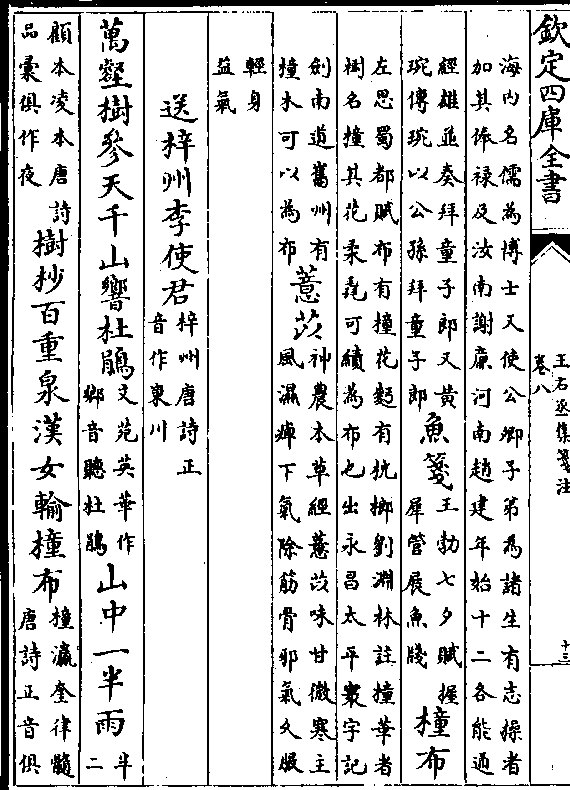 欽定四庫全書
王右丞集箋注
卷八
十三
海內名儒為博士又使公卿子弟為諸生有志操者
加其俸禄及汝南謝廉河南趙建年始十二各能通
經雄並奏拜童子郎又黃
琬傳琬以公孫拜童子郎
魚箋
王勃七夕賦握
犀管展魚牋
橦布
左思蜀都賦布有橦花麪有桄榔劉淵林註橦華者
樹名橦其花柔毳可績為布也出永昌太平寰宇記
劍南道嶲州有
橦木可以為布
薏苡
神農本草經薏苡味甘微寒主
風濕痺下氣除筋骨邪氣久服
輕身
益氣
送梓州李使君
梓州唐詩正
音作東川
萬壑樹參天千山響杜鵑
文苑英華作
鄉音聽杜鵑
山中一半雨
半
二
顧本凌本唐詩
品彙俱作夜
樹杪百重泉漢女輸橦布
橦瀛奎律髓
唐詩正音俱